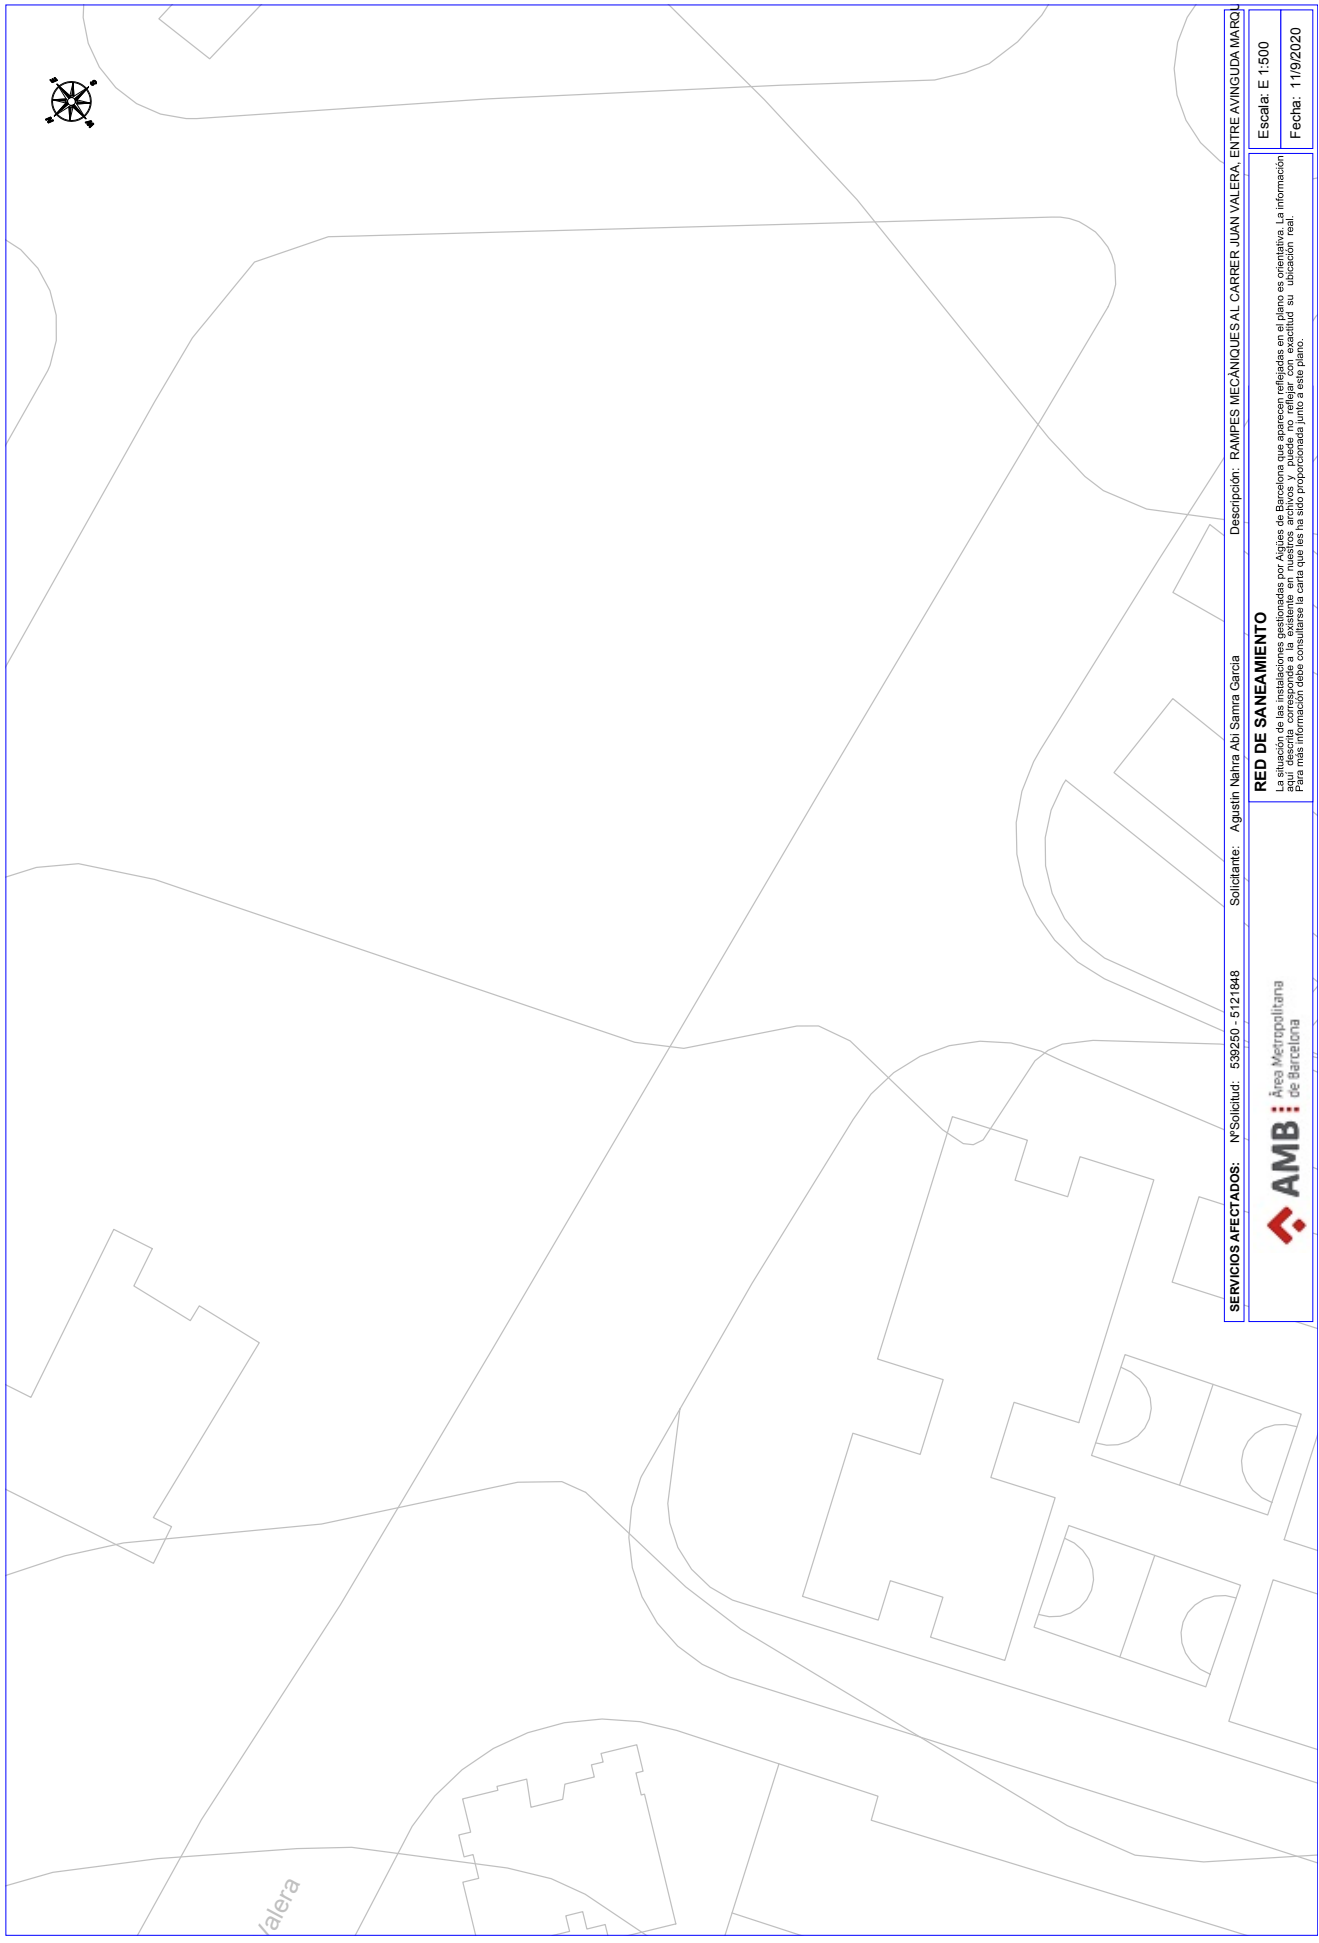 SERVICIOS AFECTADOS: NºSolicitud: 539250 - 5121848 Solicitante: Agustin Nahra Abi Samra Garcia Descripción: RAMPES MECÀNIQUES AL CARRER JUAN VALERA, ENTRE AVINGUDA MARQU
AMB Àrea Metropolitana
de Barcelona
RED DE SANEAMIENTO
La situación de las instalaciones gestionadas por Aigües de Barcelona que aparecen reflejadas en el plano es orientativa. La información
aquí descrita corresponde a la existente en nuestros archivos y puede no reflejar con exactitud su ubicación real.
Para más información debe consultarse la carta que les ha sido proporcionada junto a este plano.
Escala: E 1:500
Fecha: 11/9/2020
N
S
E
W